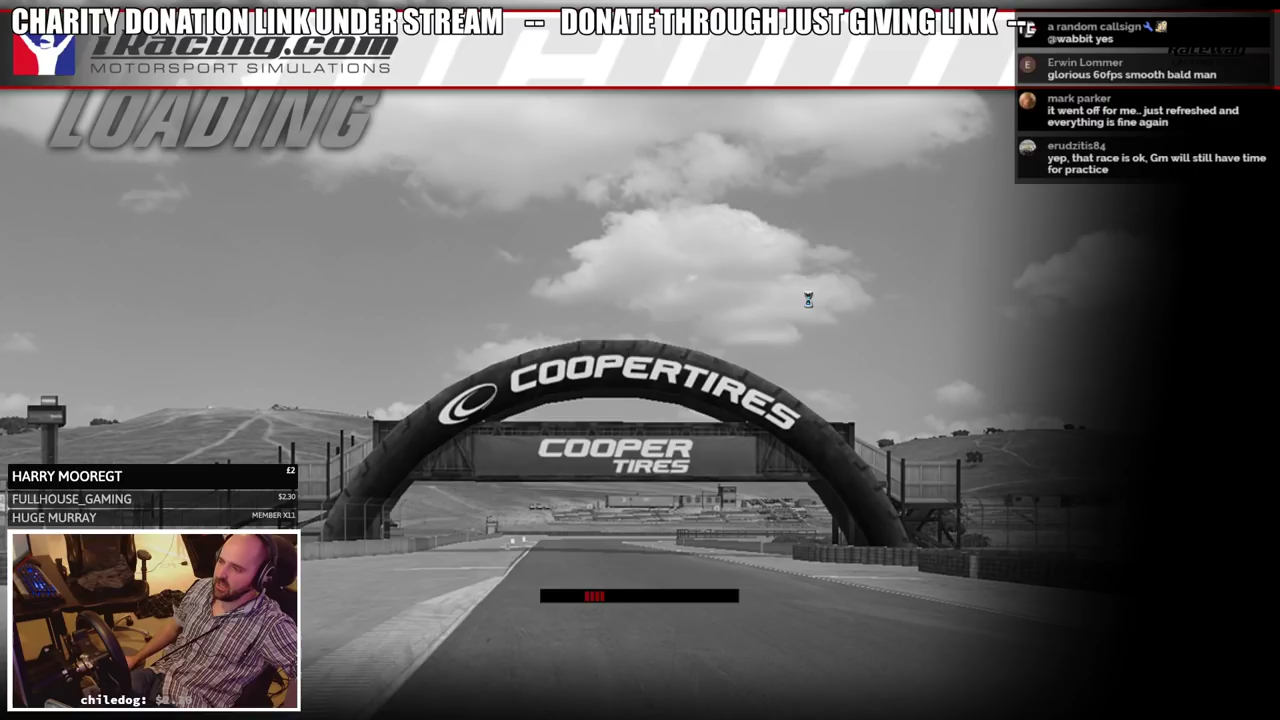 CHARITY DONATION LINK UNDER STREAM -- DONATE THROUGH JUST GIVING LINK --
iRacing.com
MOTORSPORT SIMULATIONS
Raceway
LOADING
a random callsign
@wabbit yes
Erwin Lommer
glorious 60fps smooth bald man
mark parker
it went off for me.. just refreshed and
everything is fine again
erudzitis84
yep, that race is ok, Gm will still have time
for practice
COOPERTIRES
COOPER
TIRES
HARRY MOOREGT £2
FULLHOUSE_GAMING $2.30
HUGE MURRAY MEMBER X11
chiledog: